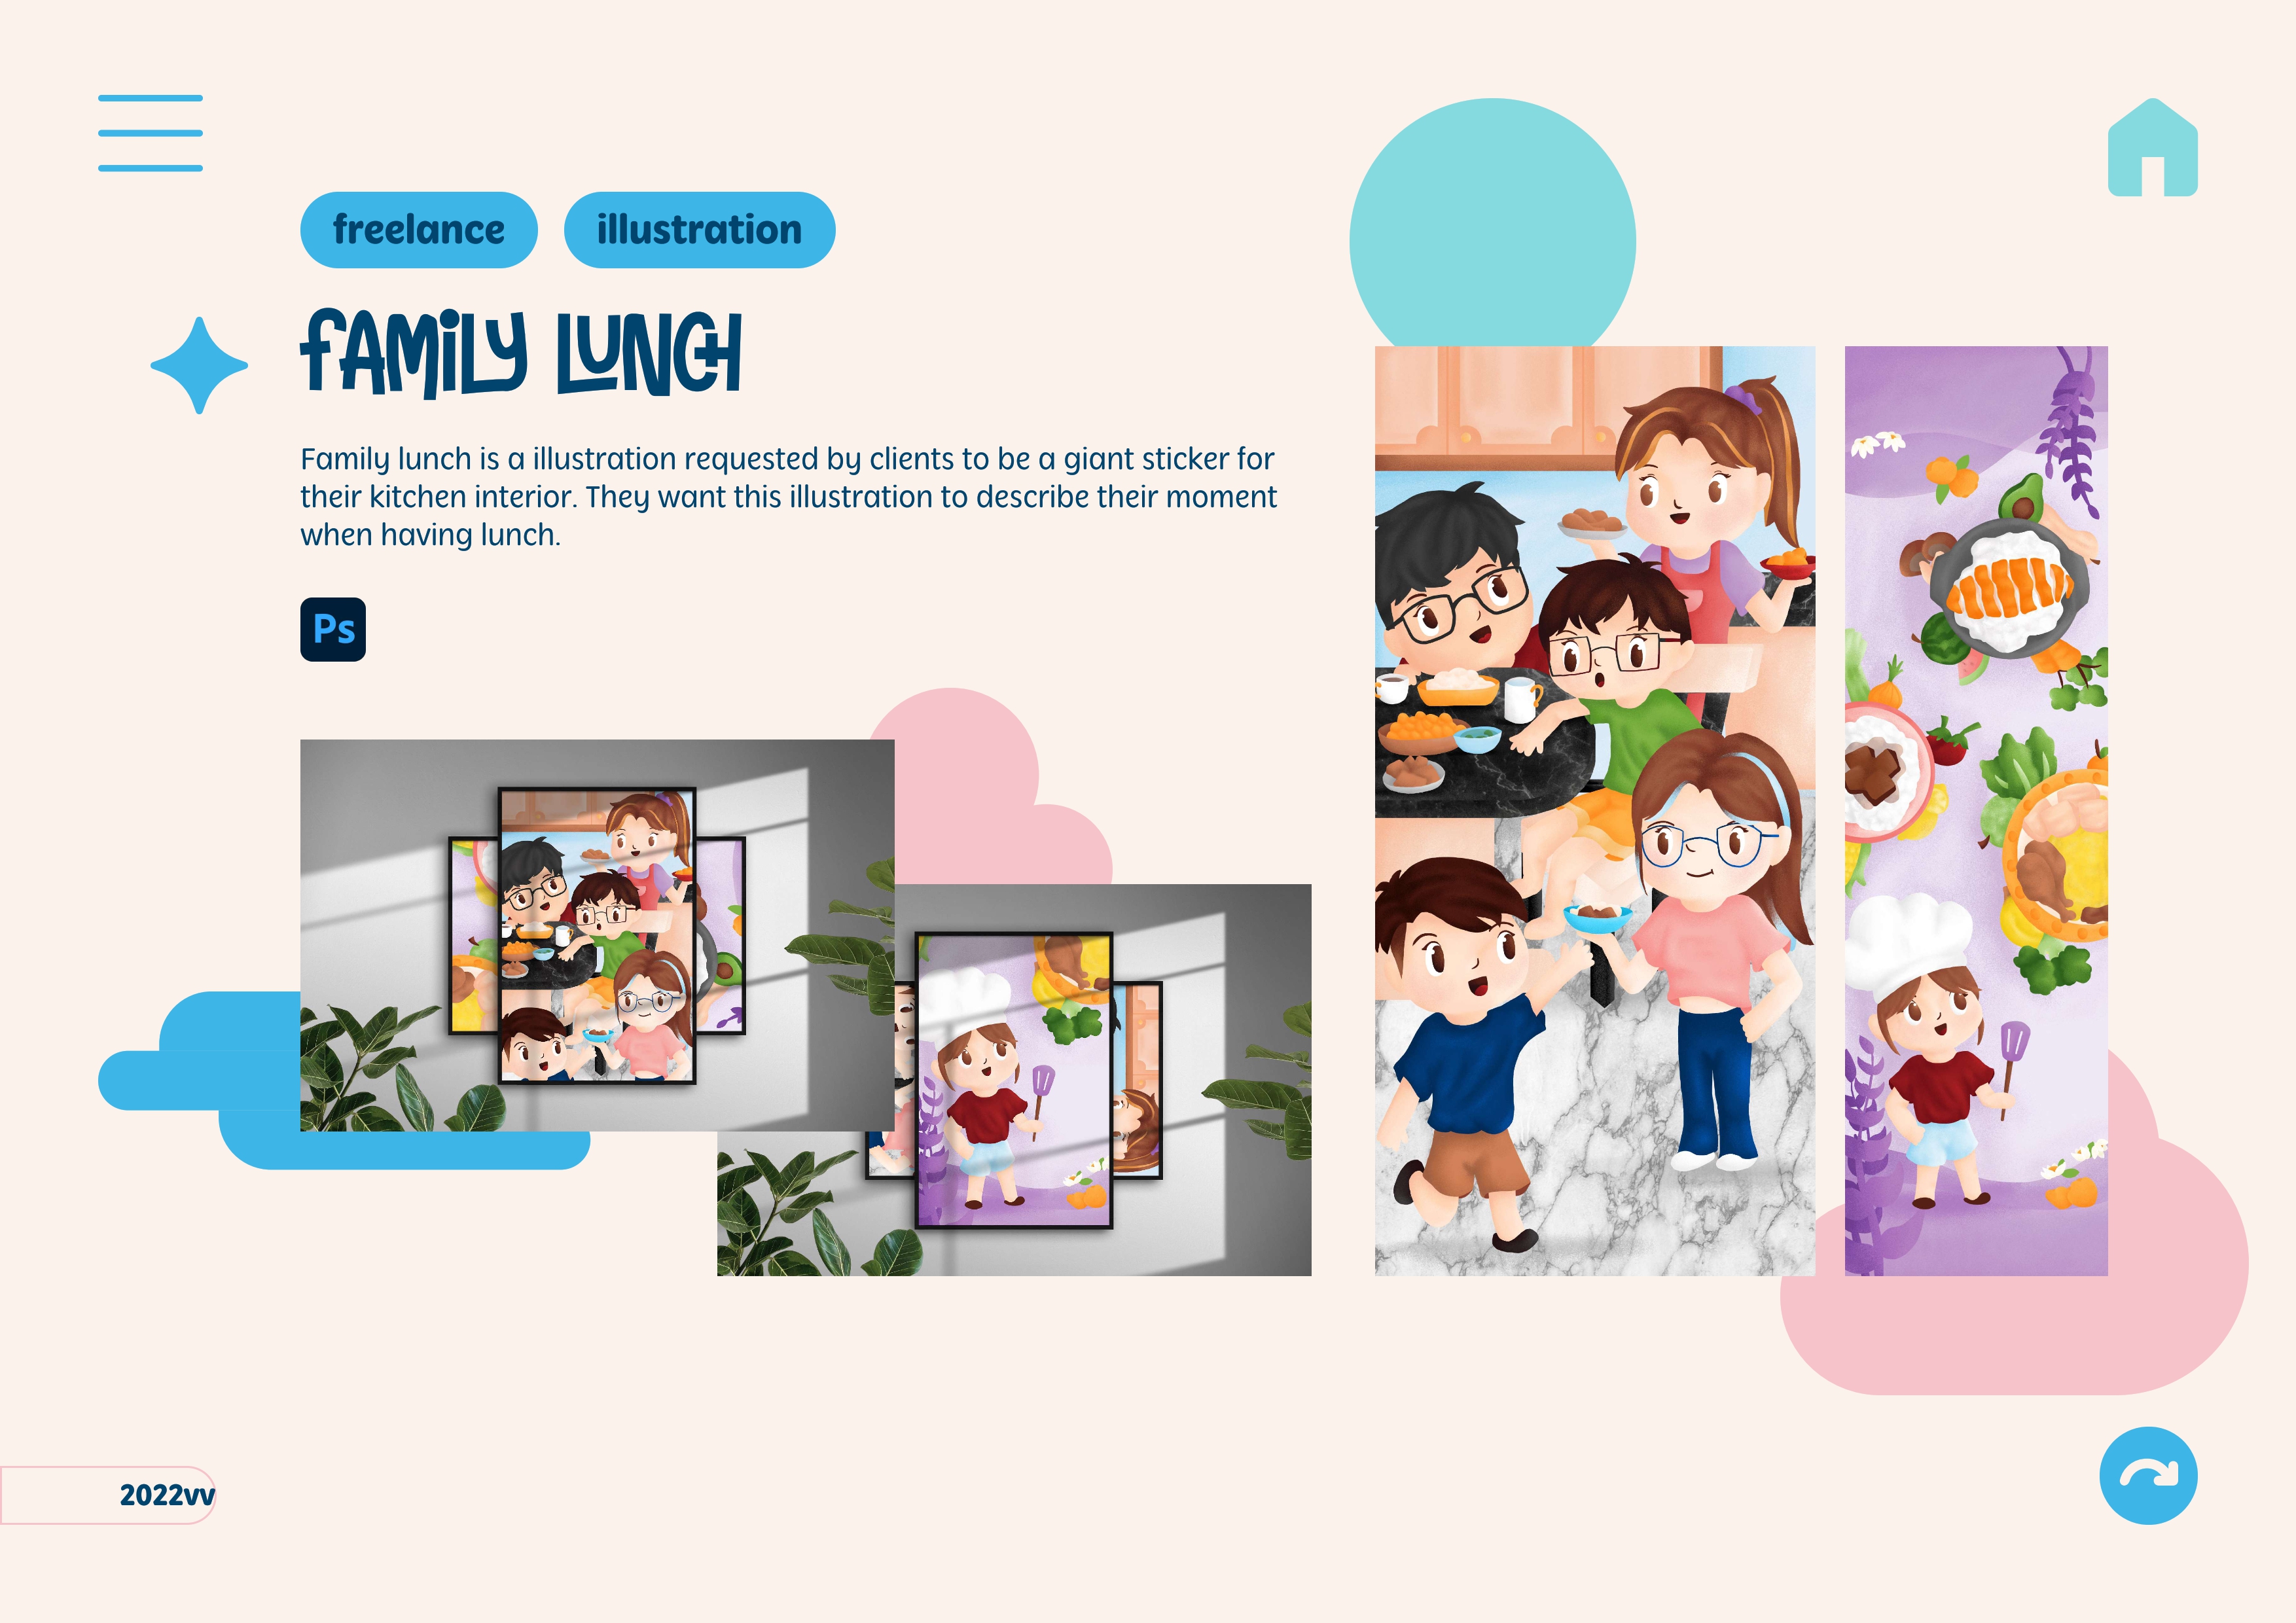 freelance
illustration
FAMiLY LUNCH
Family lunch is a illustration requested by clients to be a giant sticker for
their kitchen interior. They want this illustration to describe their moment
when having lunch.
Ps
2022vv